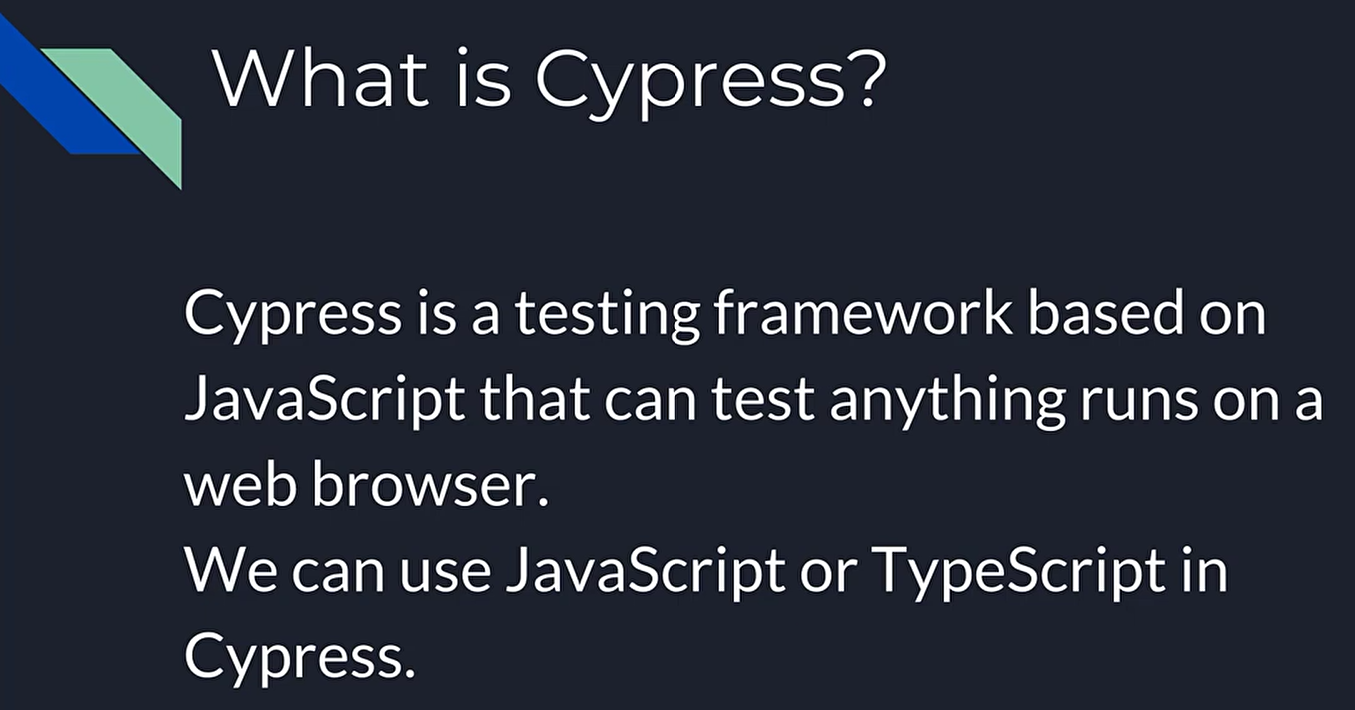 What is Cypress?
Cypress is a testing framework based on
JavaScript that can test anything runs on a
web browser.
We can use JavaScript or TypeScript in
Cypress.